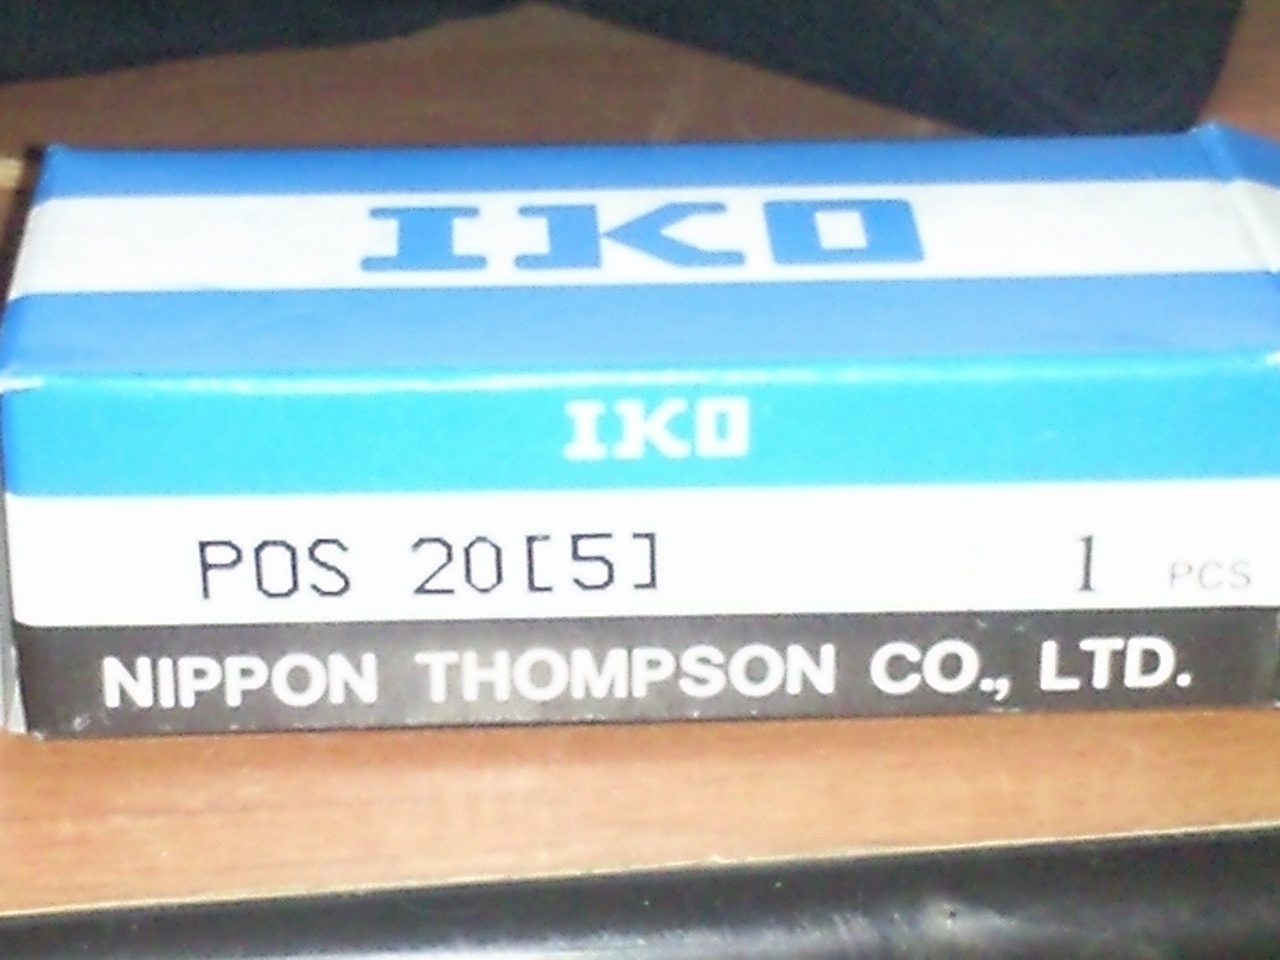 IKO
IKO
POS 20[5] 1 PCS
NIPPON THOMPSON CO., LTD.